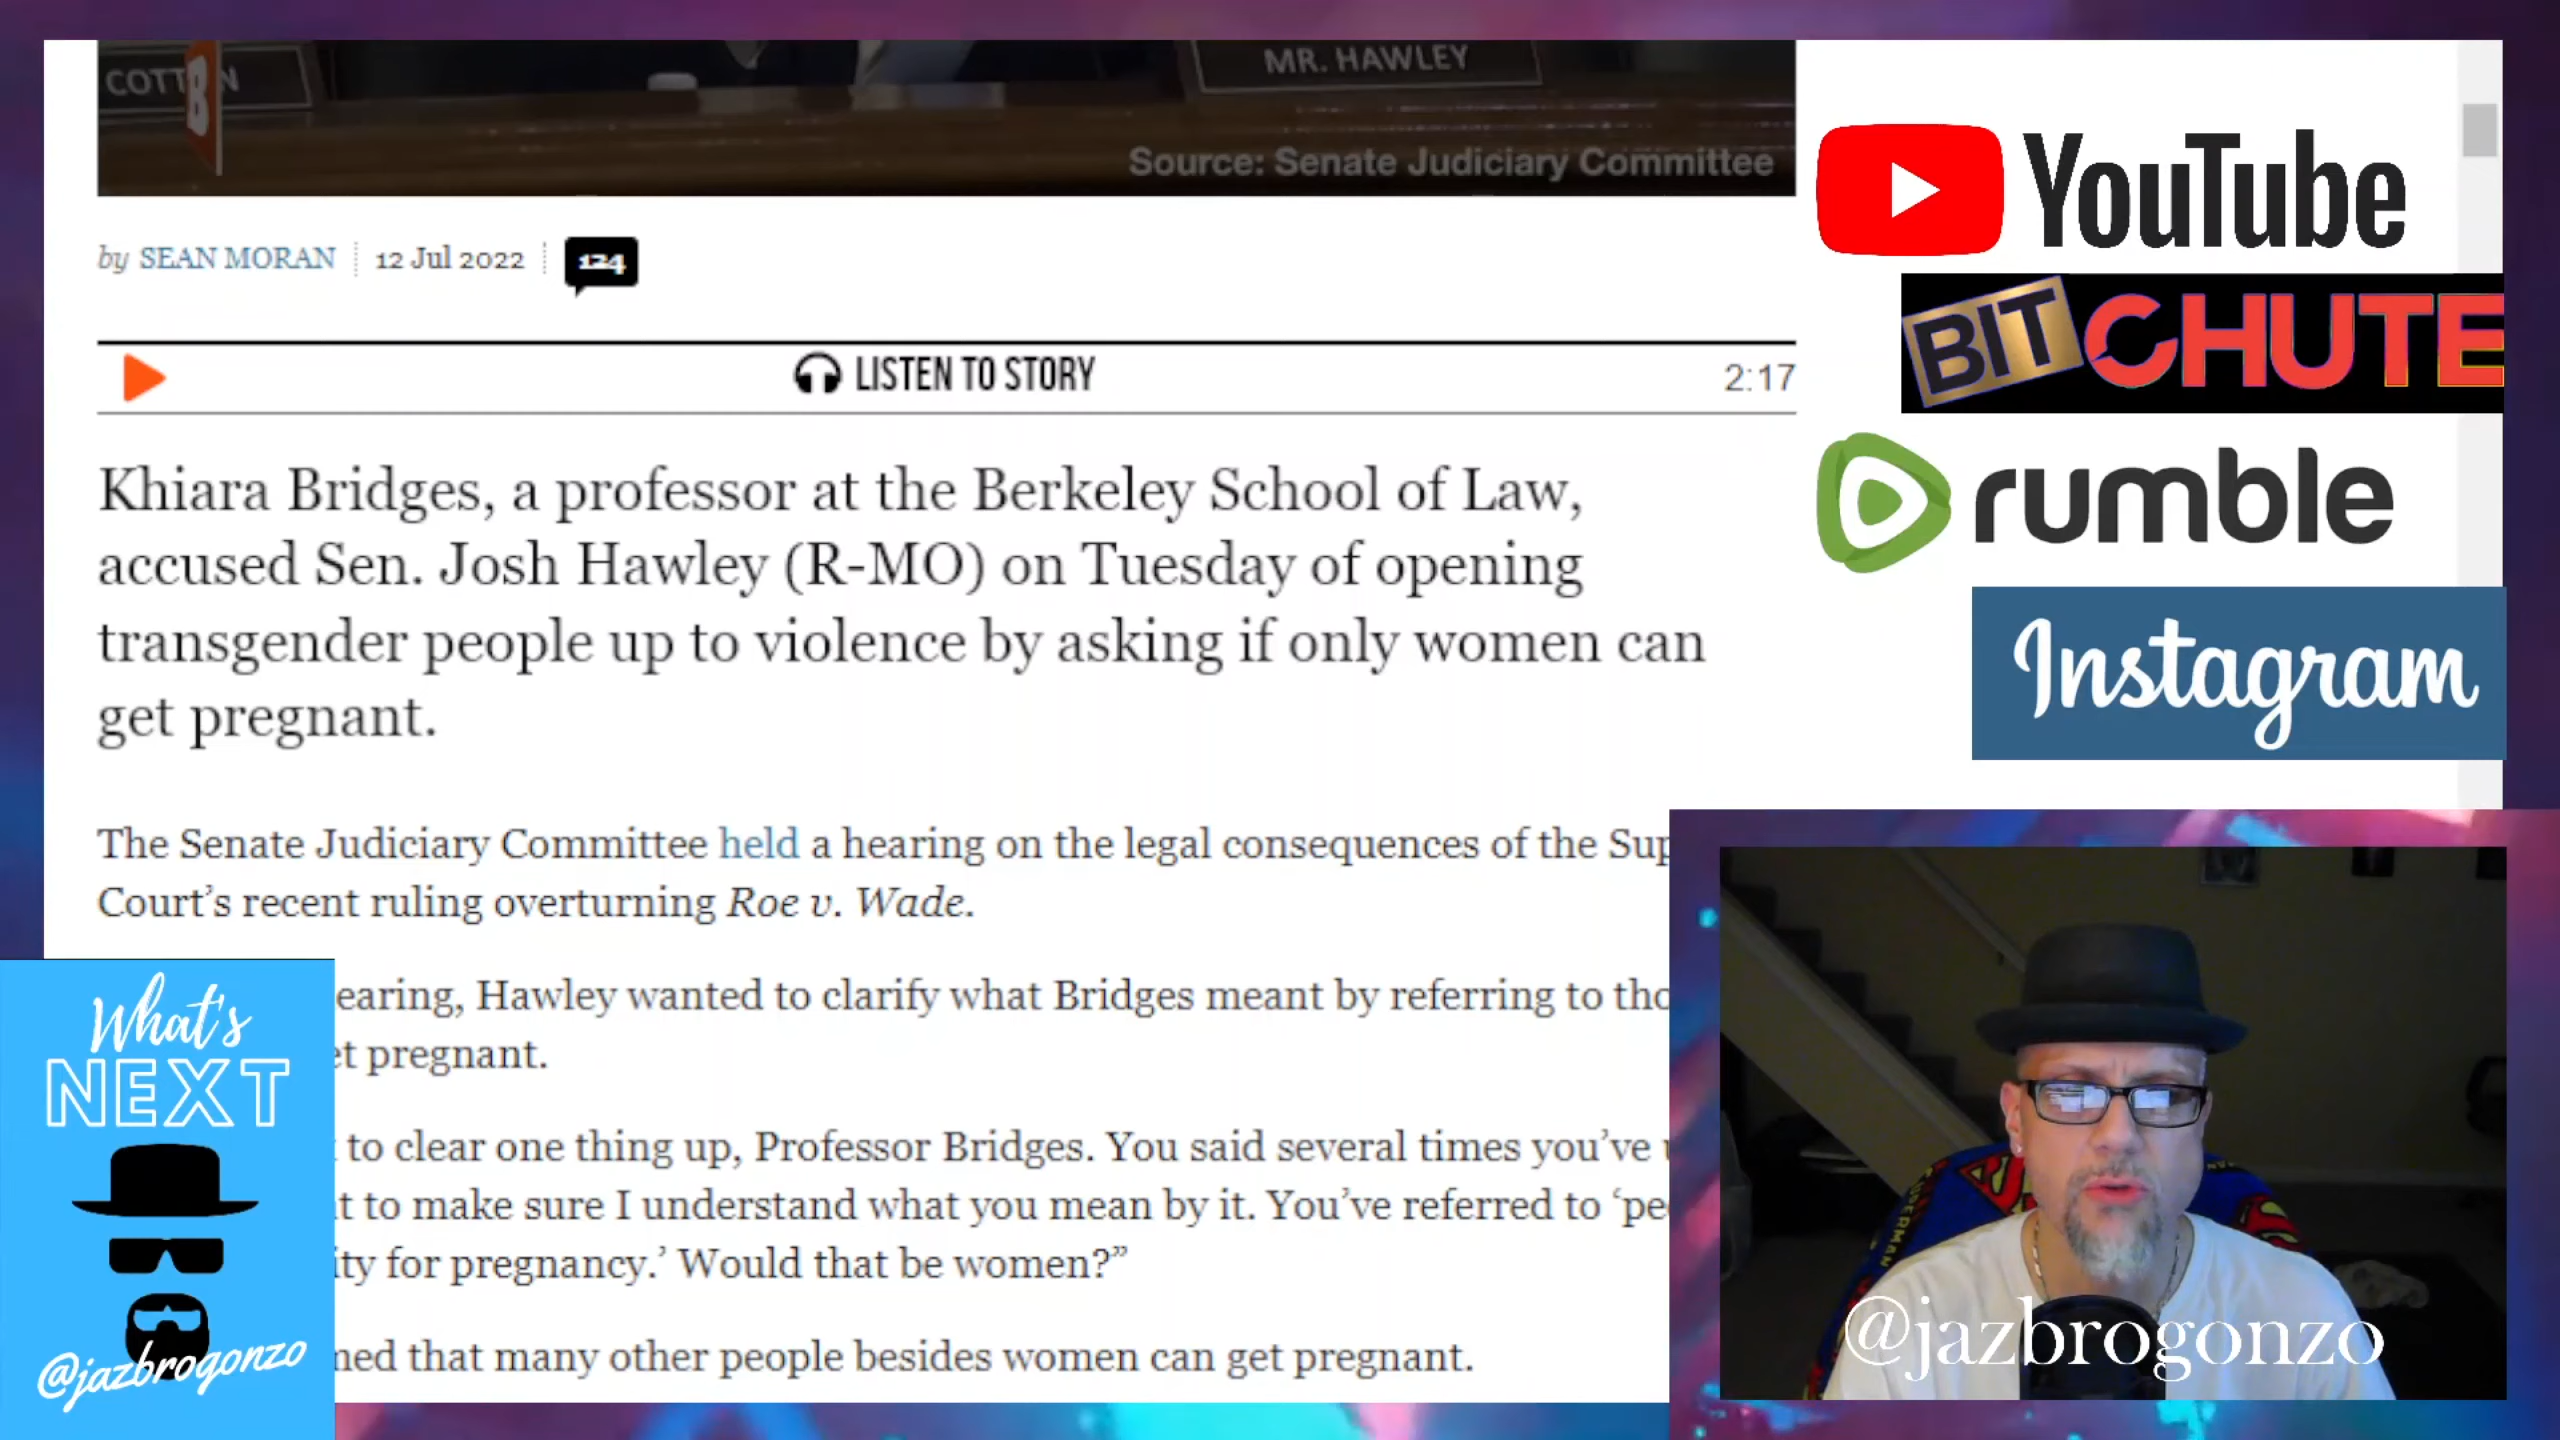 COTTON
MR. HAWLEY
B
Source: Senate Judiciary Committee
by SEAN MORAN
12 Jul 2022
124
LISTEN TO STORY
2:17
Khiara Bridges, a professor at the Berkeley School of Law,
accused Sen. Josh Hawley (R-MO) on Tuesday of opening
transgender people up to violence by asking if only women can
get pregnant.
The Senate Judiciary Committee held a hearing on the legal consequences of the Sup
Court’s recent ruling overturning Roe v. Wade.
earing, Hawley wanted to clarify what Bridges meant by referring to tho
et pregnant.
to clear one thing up, Professor Bridges. You said several times you’ve
t to make sure I understand what you mean by it. You’ve referred to ‘pe
ity for pregnancy.’ Would that be women?”
ned that many other people besides women can get pregnant.
YouTube
BITCHUTE
rumble
Instagram
What's
NEXT
@jazbrogonzo
SUPERMAN
@jazbrogonzo